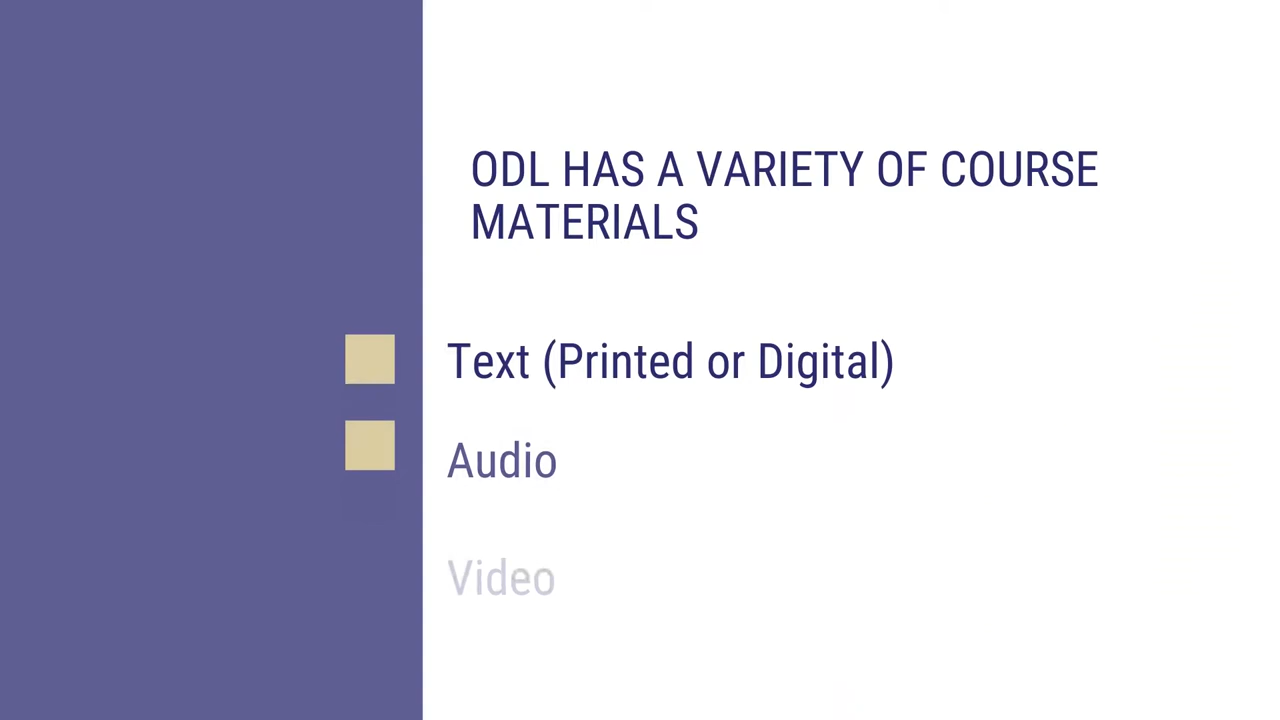 ODL HAS A VARIETY OF COURSE
MATERIALS
Text (Printed or Digital)
Audio
Video